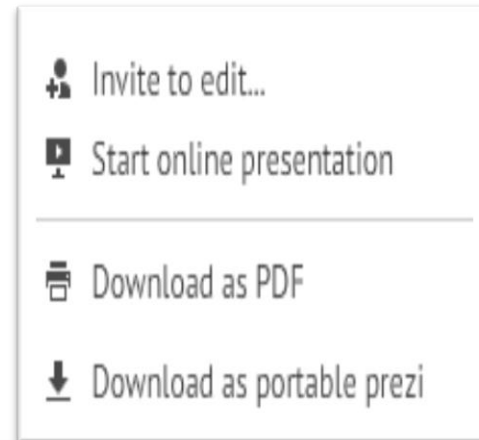 Invite to edit...
Start online presentation
Download as PDF
Download as portable prezi